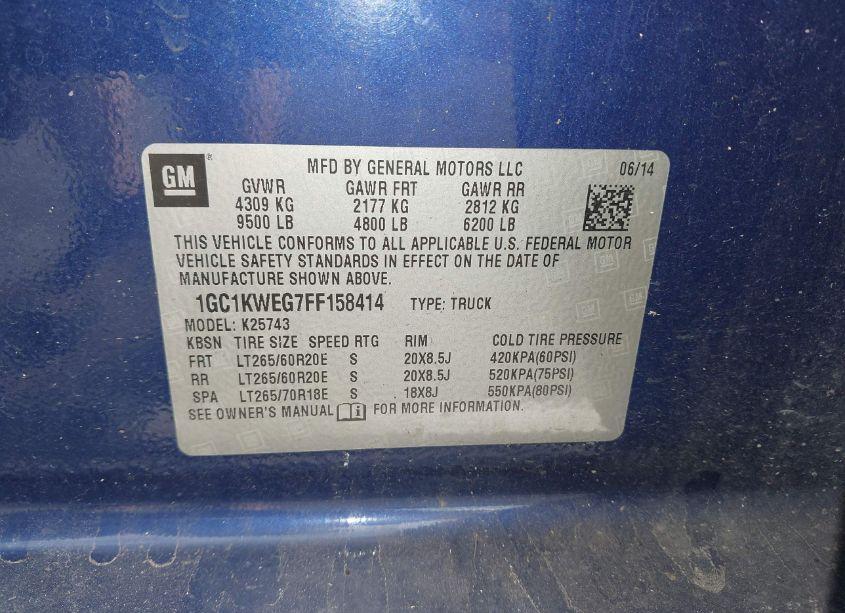 GM ® MFD BY GENERAL MOTORS LLC 06/14
GVWR GAWR FRT GAWR RR
4309 KG 2177 KG 2812 KG
9500 LB 4800 LB 6200 LB
THIS VEHICLE CONFORMS TO ALL APPLICABLE U.S. FEDERAL MOTOR
VEHICLE SAFETY STANDARDS IN EFFECT ON THE DATE OF
MANUFACTURE SHOWN ABOVE.
1GC1KWEG7FF158414 TYPE: TRUCK
MODEL: K25743
KBSN TIRE SIZE SPEED RTG RIM COLD TIRE PRESSURE
FRT LT265/60R20E S 20X8.5J 420KPA(60PSI)
RR LT265/60R20E S 20X8.5J 520KPA(75PSI)
SPA LT265/70R18E S 18X8J 550KPA(80PSI)
SEE OWNER'S MANUAL FOR MORE INFORMATION.